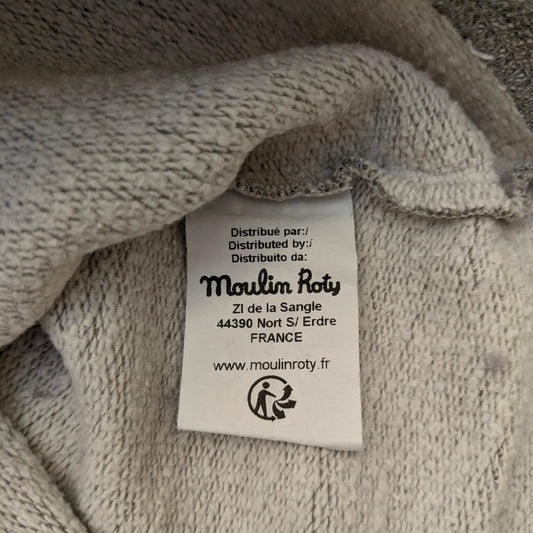 Distribué par:/
Distributed by:/
Distribuito da:
Moulin Roty
ZI de la Sangle
44390 Nort S/ Erdre
FRANCE
www.moulinroty.fr